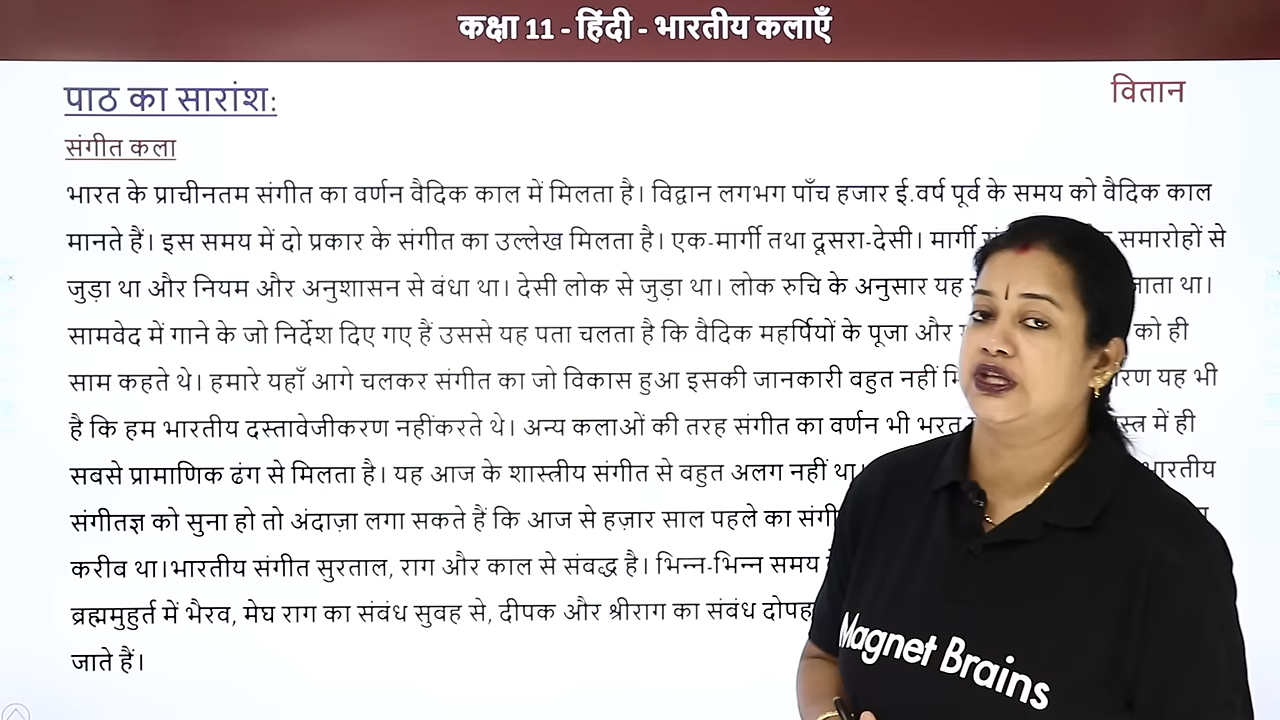 कक्षा 11 - हिंदी - भारतीय कलाएँ
पाठ का सारांश:
वितान
संगीत कला
भारत के प्राचीनतम संगीत का वर्णन वैदिक काल में मिलता है। विद्वान लगभग पाँच हजार ई.वर्ष पूर्व के समय को वैदिक काल
मानते हैं। इस समय में दो प्रकार के संगीत का उल्लेख मिलता है। एक-मार्गी तथा दूसरा-देसी। मार्गी समारोहों से
जुड़ा था और नियम और अनुशासन से बंधा था। देसी लोक से जुड़ा था। लोक रुचि के अनुसार यह जाता था।
सामवेद में गाने के जो निर्देश दिए गए हैं उससे यह पता चलता है कि वैदिक महर्षियों के पूजा और को ही
साम कहते थे। हमारे यहाँ आगे चलकर संगीत का जो विकास हुआ इसकी जानकारी बहुत नहीं यह भी
है कि हम भारतीय दस्तावेजीकरण नहींकरते थे। अन्य कलाओं की तरह संगीत का वर्णन भी भरत में ही
सबसे प्रामाणिक ढंग से मिलता है। यह आज के शास्त्रीय संगीत से बहुत अलग नहीं था। भारतीय
संगीतज्ञ को सुना हो तो अंदाज़ा लगा सकते हैं कि आज से हज़ार साल पहले का
करीब था।भारतीय संगीत सुरताल, राग और काल से संवद्ध है। भिन्न-भिन्न समय
ब्रह्ममुहुर्त में भैरव, मेघ राग का संबंध सुवह से, दीपक और श्रीराग का संबंध
जाते हैं।
Magnet Brains